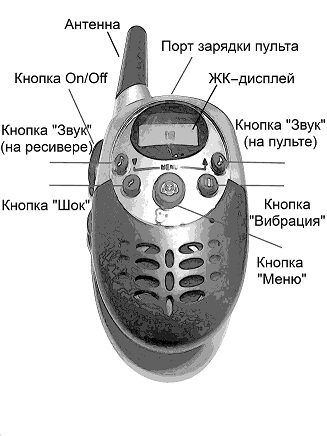 Антенна
Порт зарядки пульта
Кнопка On/Off
ЖК–дисплей
Кнопка "Звук"
(на ресивере)
Кнопка "Звук"
(на пульте)
MENU
Кнопка "Шок"
Кнопка
"Вибрация"
Кнопка
"Меню"